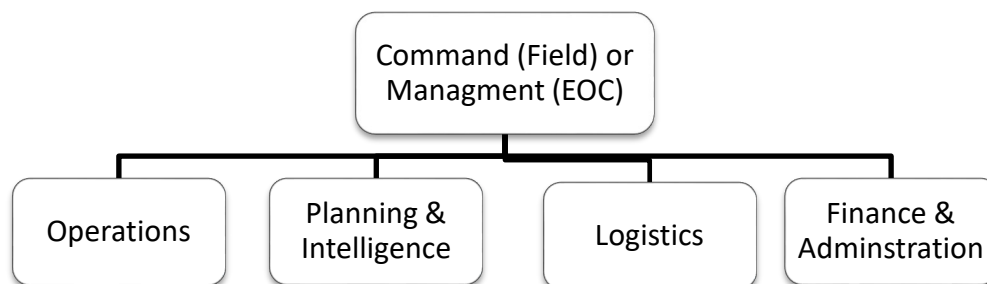 Command (Field) or
Managment (EOC)
Operations
Planning &
Intelligence
Logistics
Finance &
Adminstration